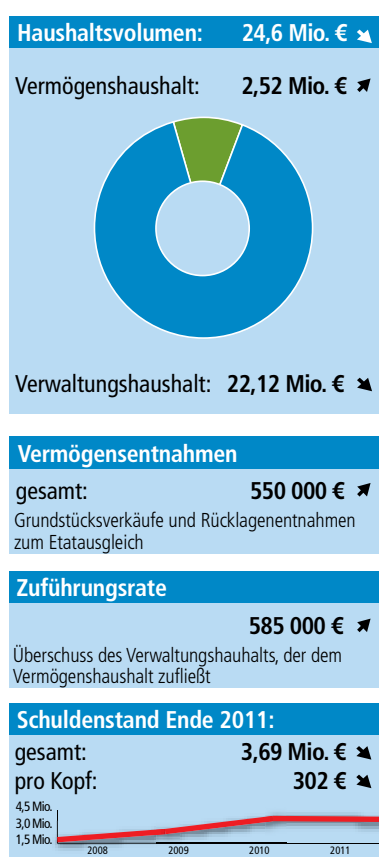 Haushaltsvolumen: 24,6 Mio. €
Vermögenshaushalt: 2,52 Mio. €
Verwaltungshaushalt: 22,12 Mio. €
Vermögensentnahmen
gesamt: 550 000 €
Grundstücksverkäufe und Rücklagenentnahmen
zum Etatausgleich
Zuführungsrate
585 000 €
Überschuss des Verwaltungshauhalts, der dem
Vermögenshaushalt zufließt
Schuldenstand Ende 2011:
gesamt: 3,69 Mio. €
pro Kopf: 302 €
4,5 Mio.
3,0 Mio.
1,5 Mio.
2008 2009 2010 2011